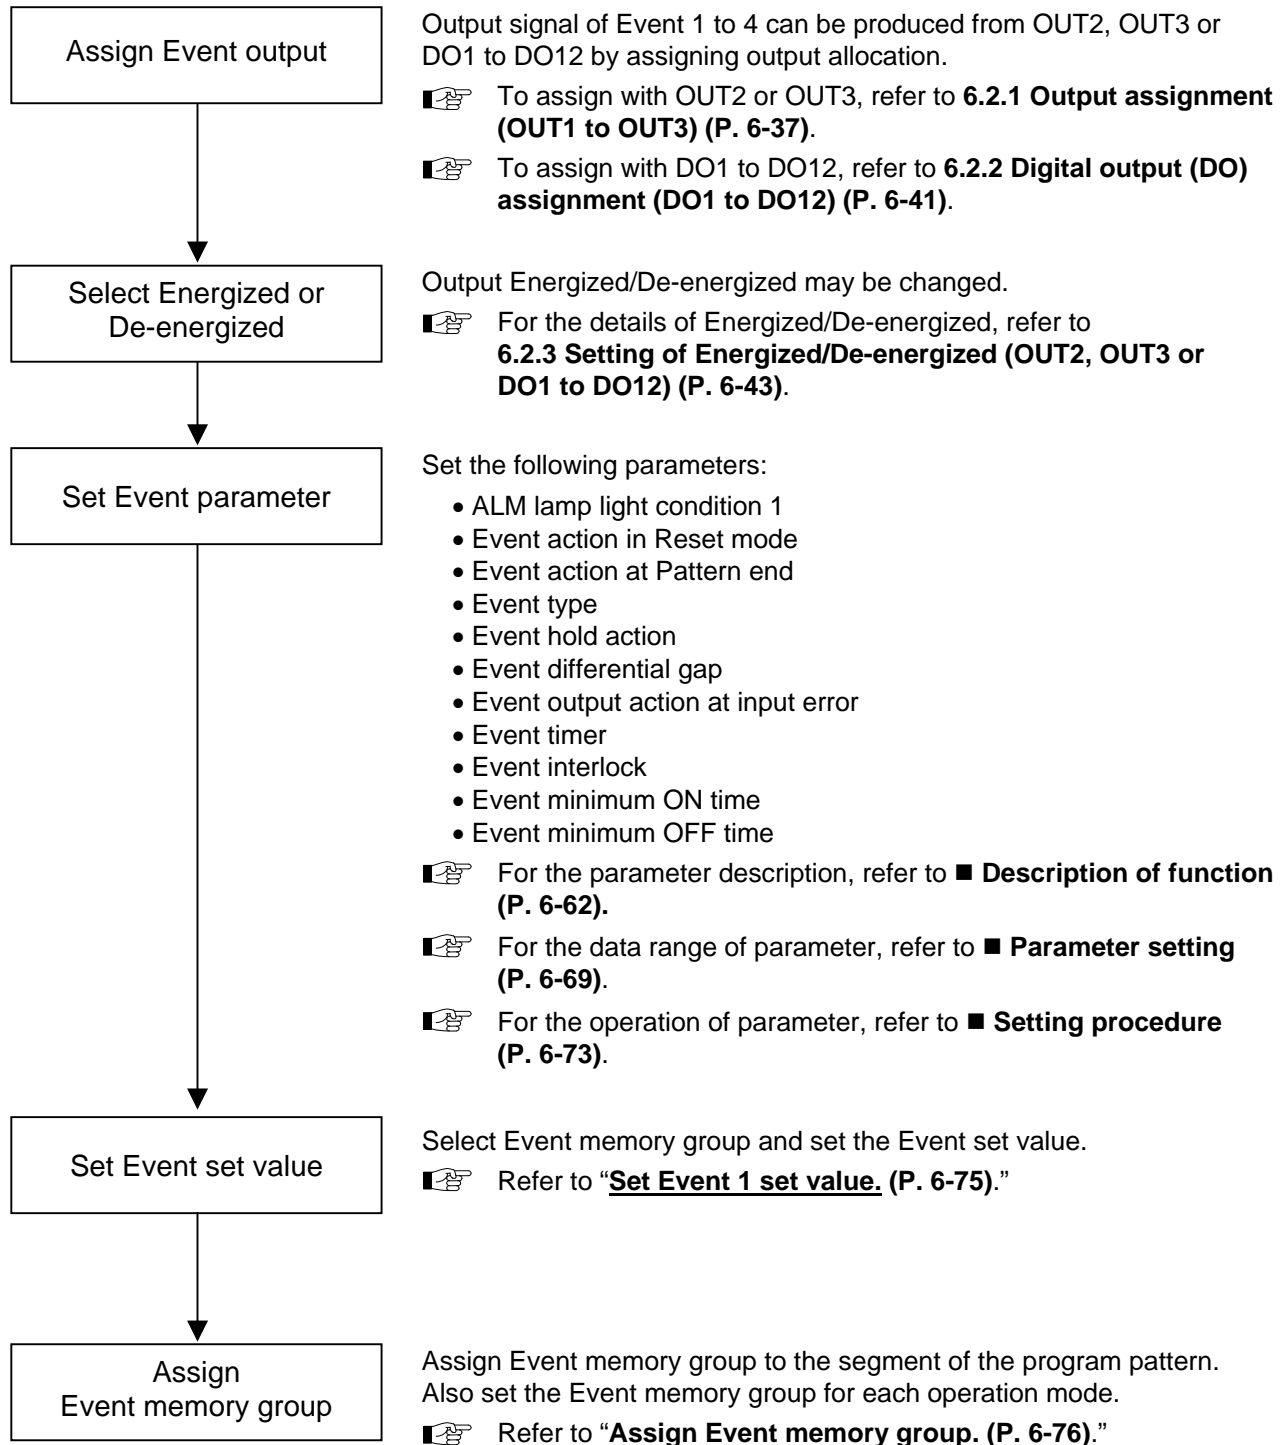 Assign Event output
Output signal of Event 1 to 4 can be produced from OUT2, OUT3 or
DO1 to DO12 by assigning output allocation.
To assign with OUT2 or OUT3, refer to 6.2.1 Output assignment
(OUT1 to OUT3) (P. 6-37).
To assign with DO1 to DO12, refer to 6.2.2 Digital output (DO)
assignment (DO1 to DO12) (P. 6-41).
Select Energized or
De-energized
Output Energized/De-energized may be changed.
For the details of Energized/De-energized, refer to
6.2.3 Setting of Energized/De-energized (OUT2, OUT3 or
DO1 to DO12) (P. 6-43).
Set Event parameter
Set the following parameters:
• ALM lamp light condition 1
• Event action in Reset mode
• Event action at Pattern end
• Event type
• Event hold action
• Event differential gap
• Event output action at input error
• Event timer
• Event interlock
• Event minimum ON time
• Event minimum OFF time
For the parameter description, refer to ■ Description of function
(P. 6-62).
For the data range of parameter, refer to ■ Parameter setting
(P. 6-69).
For the operation of parameter, refer to ■ Setting procedure
(P. 6-73).
Set Event set value
Select Event memory group and set the Event set value.
Refer to “Set Event 1 set value. (P. 6-75).”
Assign
Event memory group
Assign Event memory group to the segment of the program pattern.
Also set the Event memory group for each operation mode.
Refer to “Assign Event memory group. (P. 6-76).”